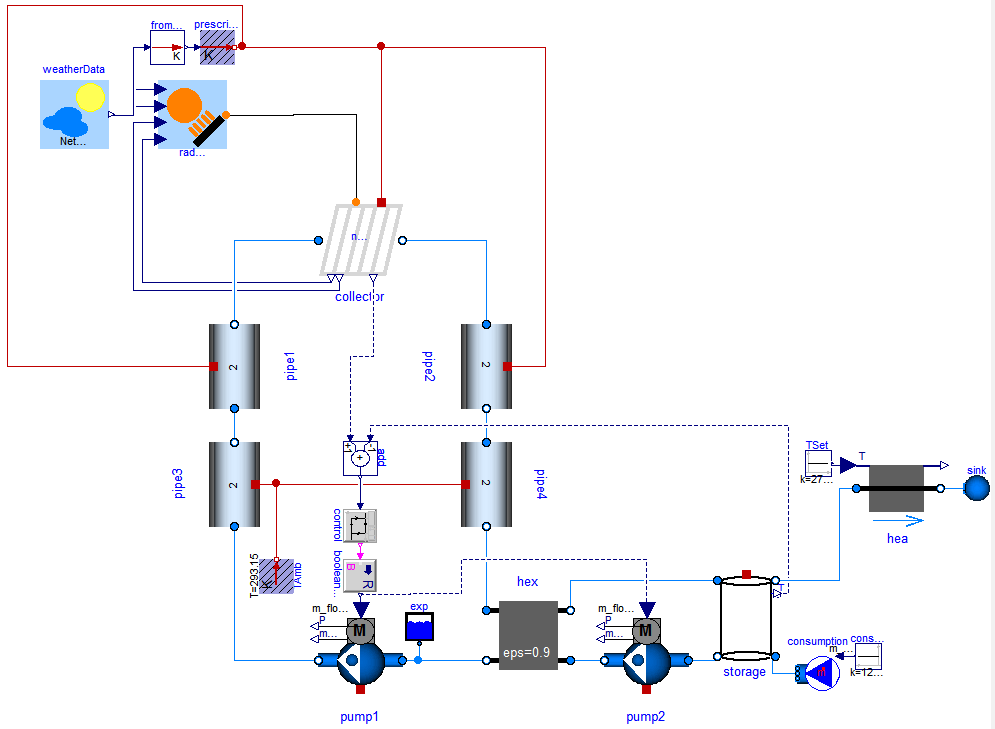 from...
prescri...
K
K
weatherData
Net...
rad...
n...
collector
2
pipe1
pipe2
2
+
-
+
add
TSet
k=27...
T
sink
pipe3
2
2
pipe4
hea
control
T=293.15
K
TAmb
boolean...
B
R
hex
T
m_flo...
P
m...
M
exp
m_flo...
P
m...
M
eps=0.9
consumption
cons...
m_...
m
k=12...
storage
pump1
pump2